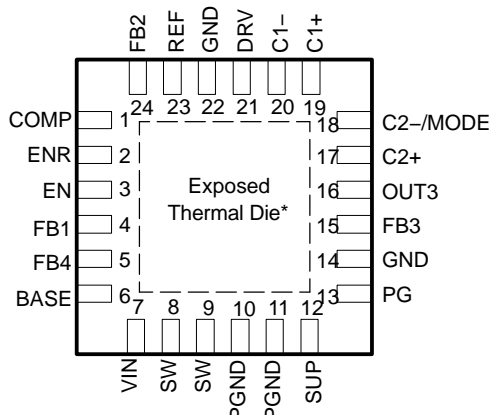 FB2
REF
GND
DRV
C1–
C1+
24
23
22
21
20
19
COMP 1
ENR 2
EN 3
FB1 4
FB4 5
BASE 6
Exposed
Thermal Die*
18 C2–/MODE
17 C2+
16 OUT3
15 FB3
14 GND
13 PG
7
8
9
10
11
12
VIN
SW
SW
PGND
PGND
SUP